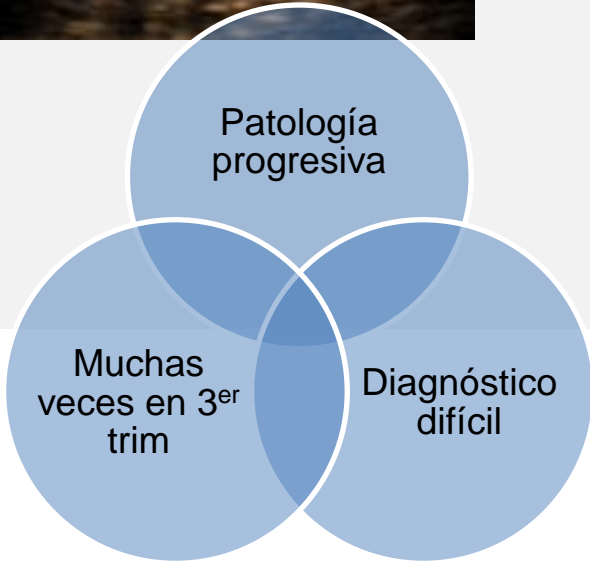 Patología
progresiva
Muchas
veces en 3er
trim
Diagnóstico
difícil